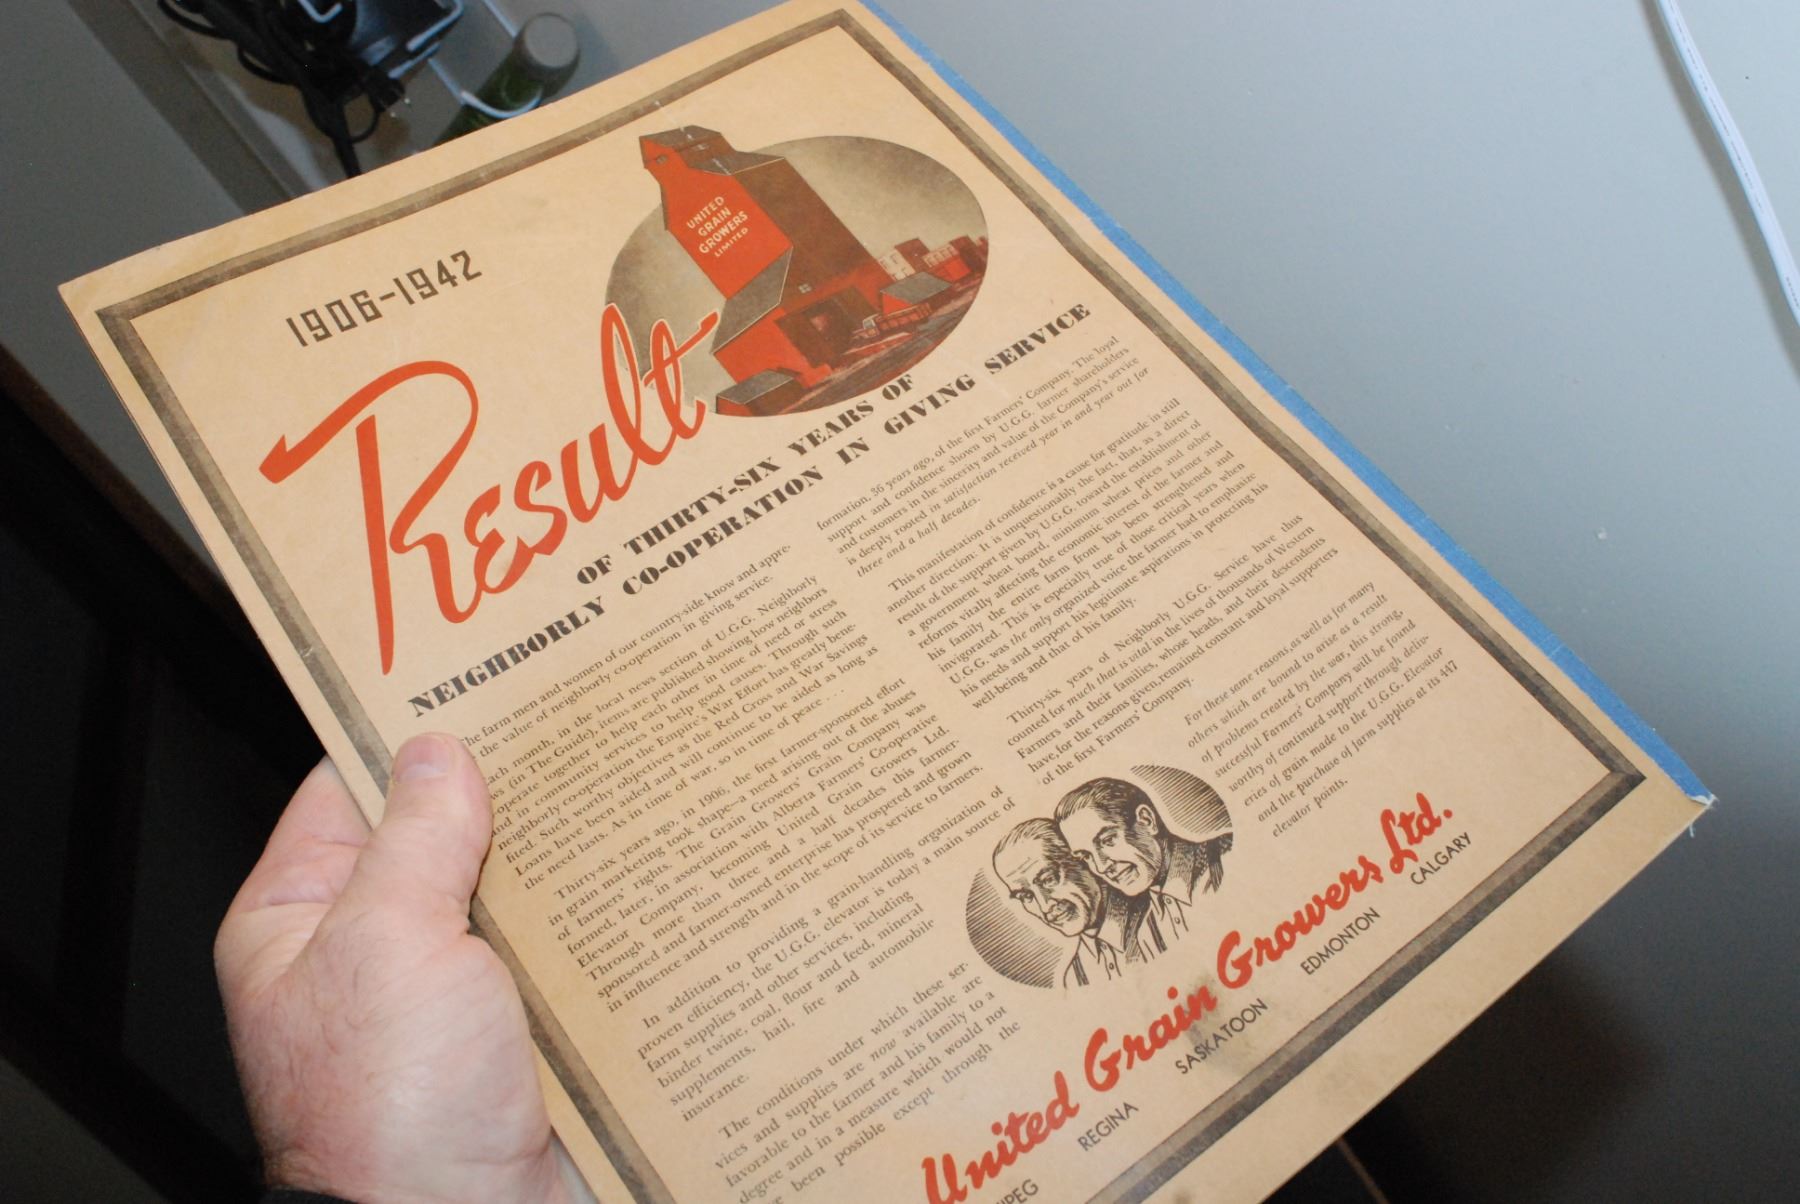 1906-1942
UNITED
GRAIN
GROWERS
LIMITED
Result
OF THIRTY-SIX YEARS OF
NEIGHBORLY CO-OPERATION IN GIVING SERVICE
The farm men and women of our country-side know and appre-
the value of neighborly co-operation in giving service.
ach month, in the local news section of U.G.G. Neighborly
ws (in The Guide), items are published showing how neighbors
operate together to help each other in time of need or stress
and in community services to help good causes. Through such
neighborly co-operation the Empire's War Effort has greatly bene-
fited. Such worthy objectives as the Red Cross and War Savings
Loans have been aided and will continue to be aided as long as
the need lasts. As in time of war, so in time of peace . . .
Thirty-six years ago, in 1906, the first farmer-sponsored effort
in grain marketing took shape—a need arising out of the abuses
of farmers' rights. The Grain Growers' Grain Company was
formed, later, in association with Alberta Farmers' Co-operative
Elevator Company, becoming United Grain Growers Ltd.
Through more than three and a half decades this farmer-
sponsored and farmer-owned enterprise has prospered and grown
in influence and strength and in the scope of its service to farmers.
In addition to providing a grain-handling organization of
proven efficiency, the U.G.G. elevator is today a main source of
farm supplies and other services, including
binder twine, coal, flour and feed, mineral
supplements, hail, fire and automobile
insurance.
The conditions under which these ser-
vices and supplies are now available are
favorable to the farmer and his family to a
degree and in a measure which would not
been possible except through the
formation, 36 years ago, of the first Farmers' Company. The loyal
support and confidence shown by U.G.G. farmer shareholders
and customers in the sincerity and value of the Company's service
is deeply rooted in satisfaction received year in and year out for
three and a half decades.
This manifestation of confidence is a cause for gratitude in still
another direction: It is unquestionably the fact, that, as a direct
result of the support given by U.G.G. toward the establishment of
a government wheat board, minimum wheat prices and other
reforms vitally affecting the economic interest of the farmer and
his family the entire farm front has been strengthened and
invigorated. This is especially true of those critical years when
U.G.G. was the only organized voice the farmer had to emphasize
his needs and support his legitimate aspirations in protecting his
well-being and that of his family.
Thirty-six years of Neighborly U.G.G. Service have thus
counted for much that is vital in the lives of thousands of Western
Farmers and their families, whose heads, and their descendents
have, for the reasons given, remained constant and loyal supporters
of the first Farmers' Company.
For these same reasons, as well as for many
others which are bound to arise as a result
of problems created by the war, this strong,
successful Farmers' Company will be found
worthy of continued support through deliv-
eries of grain made to the U.G.G. Elevator
and the purchase of farm supplies at its 447
elevator points.
United Grain Growers Ltd.
PEG REGINA SASKATOON EDMONTON CALGARY